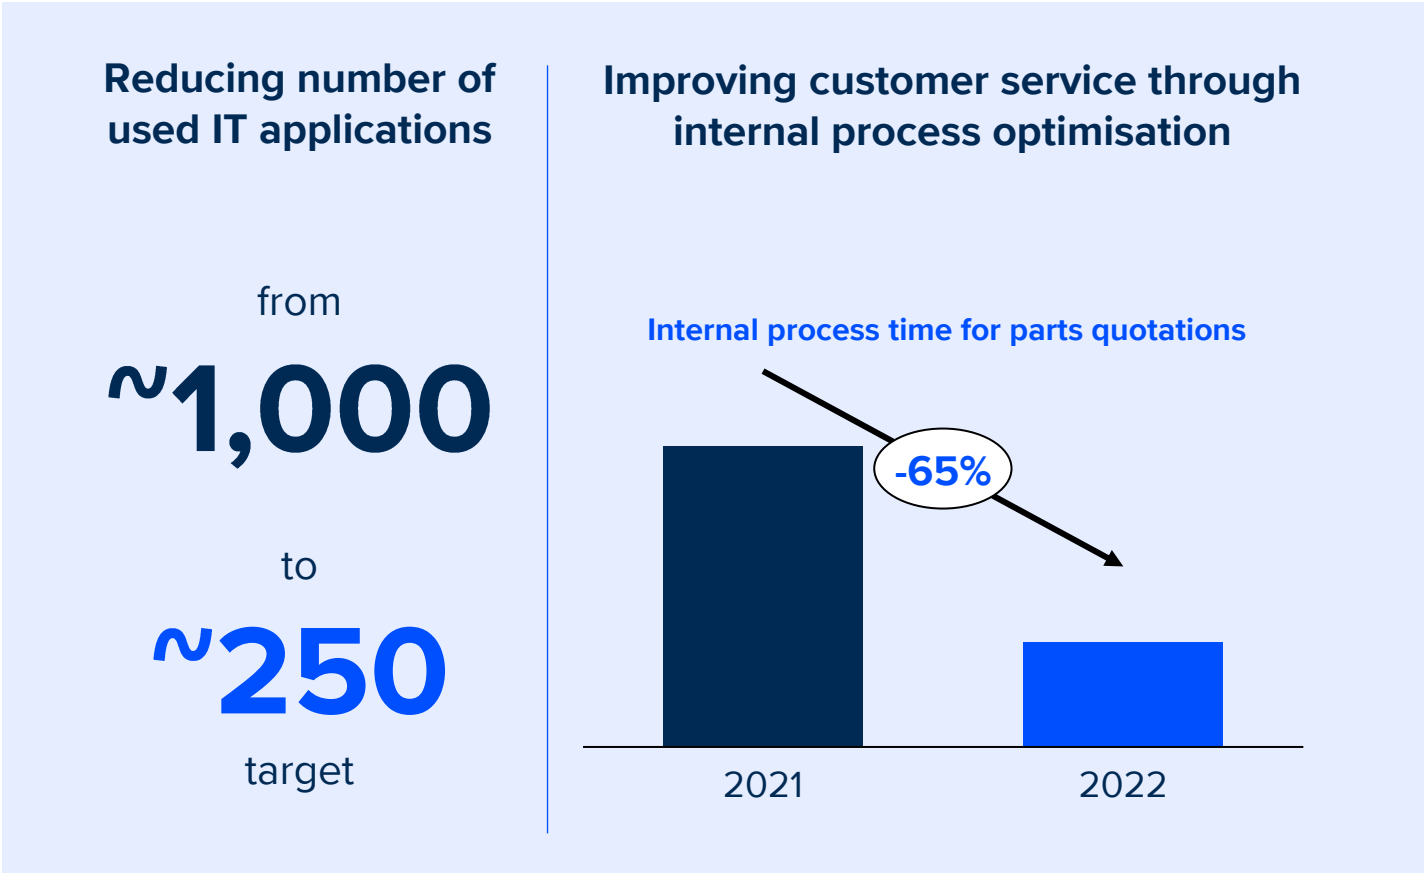 Reducing number of
used IT applications
from
~1,000
to
~250
target
Improving customer service through
internal process optimisation
Internal process time for parts quotations
-65%
2021
2022